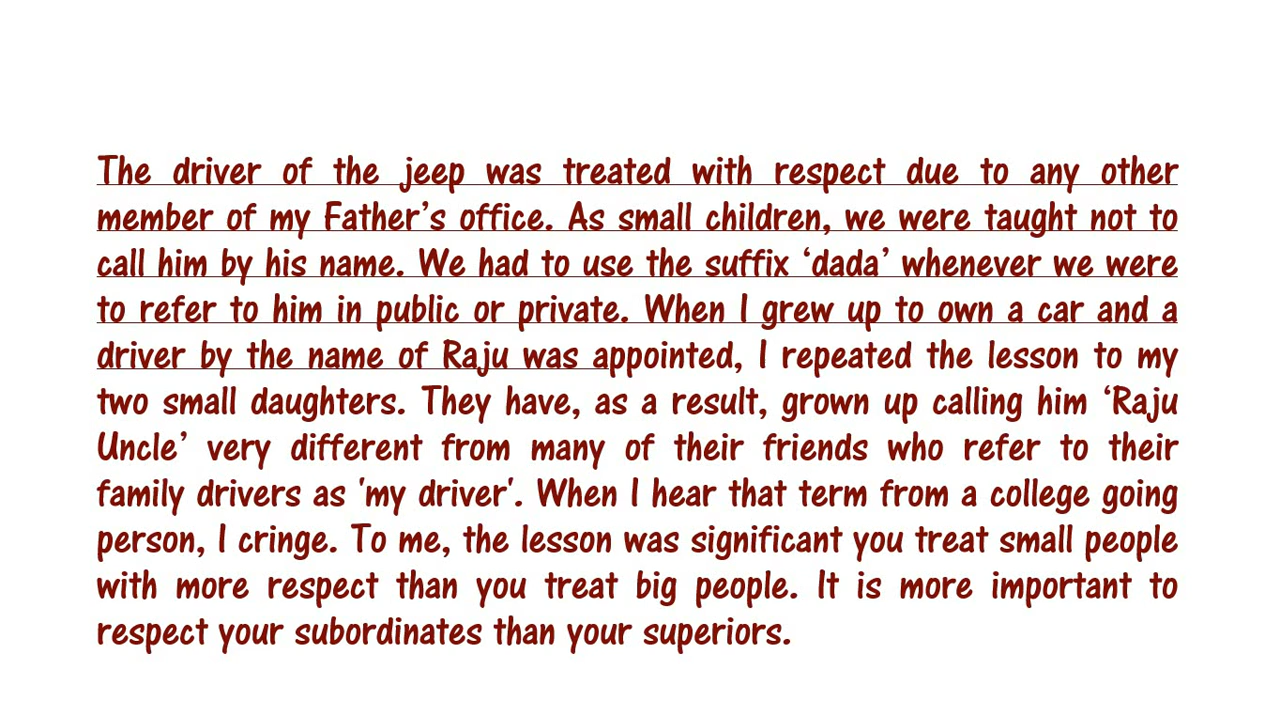 The driver of the jeep was treated with respect due to any other
member of my Father’s office. As small children, we were taught not to
call him by his name. We had to use the suffix ‘dada’ whenever we were
to refer to him in public or private. When I grew up to own a car and a
driver by the name of Raju was appointed, I repeated the lesson to my
two small daughters. They have, as a result, grown up calling him ‘Raju
Uncle’ very different from many of their friends who refer to their
family drivers as 'my driver'. When I hear that term from a college going
person, I cringe. To me, the lesson was significant you treat small people
with more respect than you treat big people. It is more important to
respect your subordinates than your superiors.